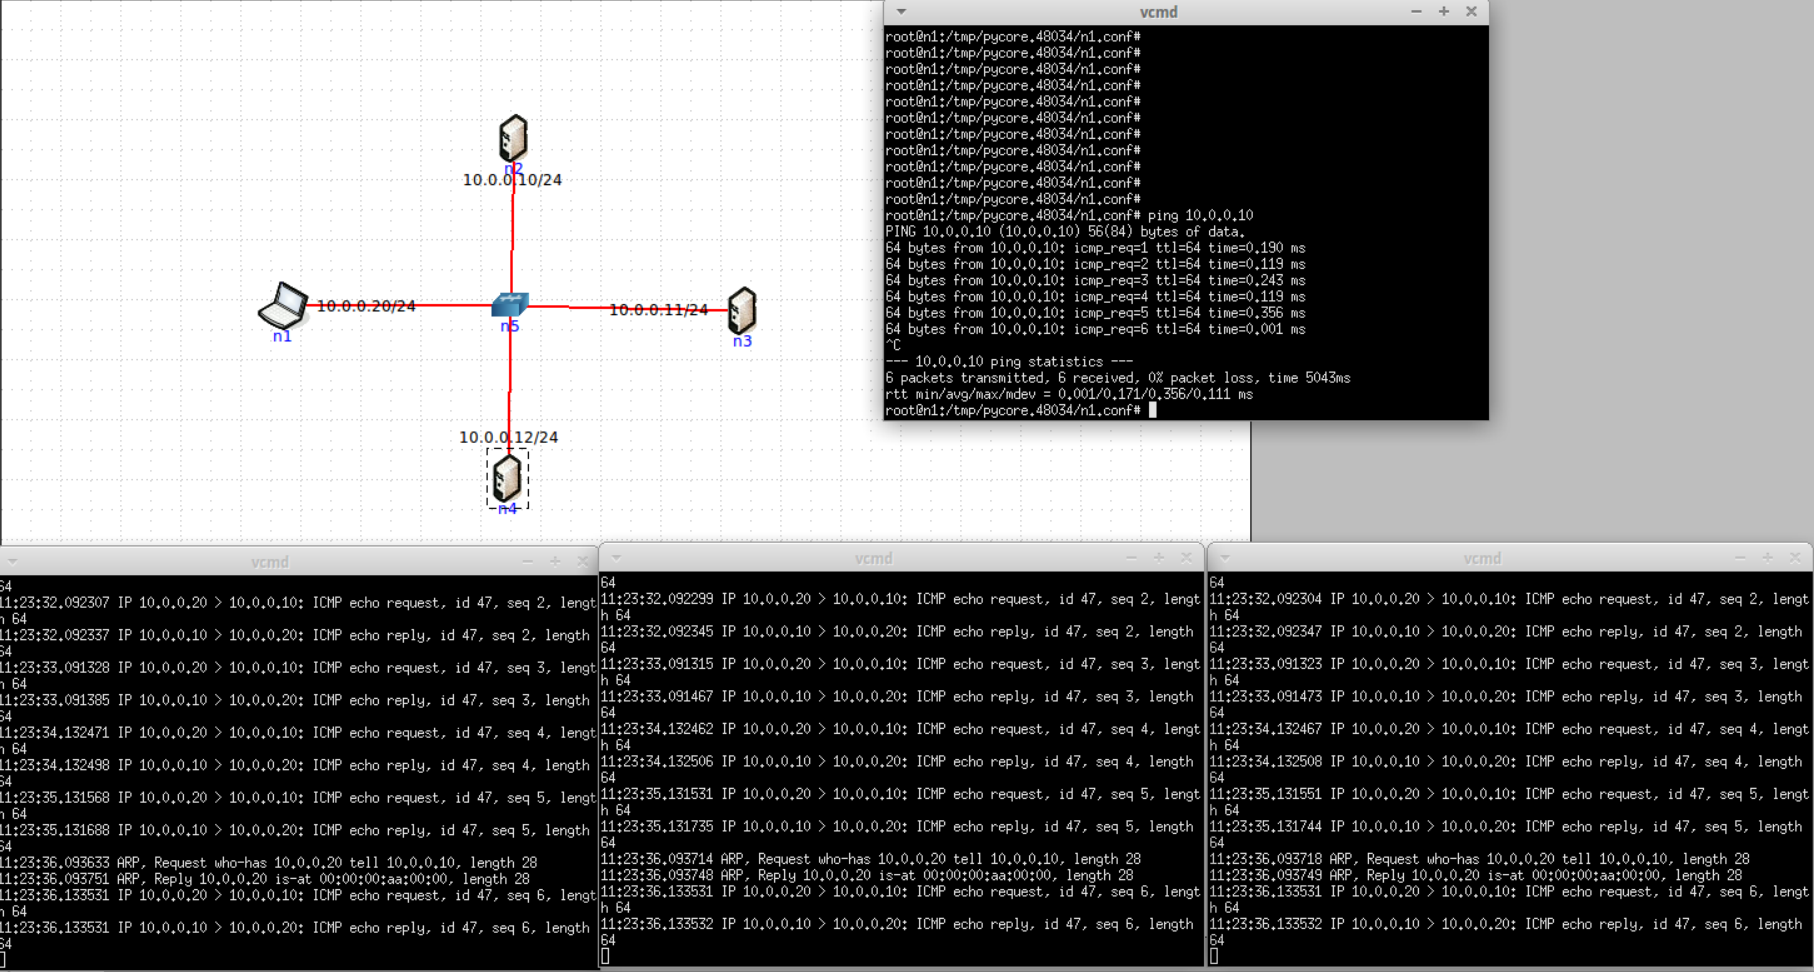 n2
10.0.0.10/24
10.0.0.20/24
n1
n5
10.0.0.11/24
n3
10.0.0.12/24
n4
vcmd
root@n1:/tmp/pycore.48034/n1.conf#
root@n1:/tmp/pycore.48034/n1.conf#
root@n1:/tmp/pycore.48034/n1.conf#
root@n1:/tmp/pycore.48034/n1.conf#
root@n1:/tmp/pycore.48034/n1.conf#
root@n1:/tmp/pycore.48034/n1.conf#
root@n1:/tmp/pycore.48034/n1.conf#
root@n1:/tmp/pycore.48034/n1.conf#
root@n1:/tmp/pycore.48034/n1.conf#
root@n1:/tmp/pycore.48034/n1.conf#
root@n1:/tmp/pycore.48034/n1.conf#
root@n1:/tmp/pycore.48034/n1.conf# ping 10.0.0.10
PING 10.0.0.10 (10.0.0.10) 56(84) bytes of data.
64 bytes from 10.0.0.10: icmp_req=1 ttl=64 time=0.190 ms
64 bytes from 10.0.0.10: icmp_req=2 ttl=64 time=0.119 ms
64 bytes from 10.0.0.10: icmp_req=3 ttl=64 time=0.243 ms
64 bytes from 10.0.0.10: icmp_req=4 ttl=64 time=0.119 ms
64 bytes from 10.0.0.10: icmp_req=5 ttl=64 time=0.356 ms
64 bytes from 10.0.0.10: icmp_req=6 ttl=64 time=0.001 ms
^C
--- 10.0.0.10 ping statistics ---
6 packets transmitted, 6 received, 0% packet loss, time 5043ms
rtt min/avg/max/mdev = 0.001/0.171/0.356/0.111 ms
root@n1:/tmp/pycore.48034/n1.conf#
vcmd
64
11:23:32.092307 IP 10.0.0.20 > 10.0.0.10: ICMP echo request, id 47, seq 2, lengt
h 64
11:23:32.092337 IP 10.0.0.10 > 10.0.0.20: ICMP echo reply, id 47, seq 2, length
64
11:23:33.091328 IP 10.0.0.20 > 10.0.0.10: ICMP echo request, id 47, seq 3, lengt
h 64
11:23:33.091385 IP 10.0.0.10 > 10.0.0.20: ICMP echo reply, id 47, seq 3, length
64
11:23:34.132471 IP 10.0.0.20 > 10.0.0.10: ICMP echo request, id 47, seq 4, lengt
h 64
11:23:34.132498 IP 10.0.0.10 > 10.0.0.20: ICMP echo reply, id 47, seq 4, length
64
11:23:35.131568 IP 10.0.0.20 > 10.0.0.10: ICMP echo request, id 47, seq 5, lengt
h 64
11:23:35.131688 IP 10.0.0.10 > 10.0.0.20: ICMP echo reply, id 47, seq 5, length
64
11:23:36.093633 ARP, Request who-has 10.0.0.20 tell 10.0.0.10, length 28
11:23:36.093751 ARP, Reply 10.0.0.20 is-at 00:00:00:aa:00:00, length 28
11:23:36.133531 IP 10.0.0.20 > 10.0.0.10: ICMP echo request, id 47, seq 6, lengt
h 64
11:23:36.133531 IP 10.0.0.10 > 10.0.0.20: ICMP echo reply, id 47, seq 6, length
64
vcmd
64
11:23:32.092299 IP 10.0.0.20 > 10.0.0.10: ICMP echo request, id 47, seq 2, lengt
h 64
11:23:32.092345 IP 10.0.0.10 > 10.0.0.20: ICMP echo reply, id 47, seq 2, length
64
11:23:33.091315 IP 10.0.0.20 > 10.0.0.10: ICMP echo request, id 47, seq 3, lengt
h 64
11:23:33.091467 IP 10.0.0.10 > 10.0.0.20: ICMP echo reply, id 47, seq 3, length
64
11:23:34.132462 IP 10.0.0.20 > 10.0.0.10: ICMP echo request, id 47, seq 4, lengt
h 64
11:23:34.132506 IP 10.0.0.10 > 10.0.0.20: ICMP echo reply, id 47, seq 4, length
64
11:23:35.131531 IP 10.0.0.20 > 10.0.0.10: ICMP echo request, id 47, seq 5, lengt
h 64
11:23:35.131735 IP 10.0.0.10 > 10.0.0.20: ICMP echo reply, id 47, seq 5, length
64
11:23:36.093714 ARP, Request who-has 10.0.0.20 tell 10.0.0.10, length 28
11:23:36.093748 ARP, Reply 10.0.0.20 is-at 00:00:00:aa:00:00, length 28
11:23:36.133531 IP 10.0.0.20 > 10.0.0.10: ICMP echo request, id 47, seq 6, lengt
h 64
11:23:36.133532 IP 10.0.0.10 > 10.0.0.20: ICMP echo reply, id 47, seq 6, length
64
vcmd
64
11:23:32.092304 IP 10.0.0.20 > 10.0.0.10: ICMP echo request, id 47, seq 2, lengt
h 64
11:23:32.092347 IP 10.0.0.10 > 10.0.0.20: ICMP echo reply, id 47, seq 2, length
64
11:23:33.091323 IP 10.0.0.20 > 10.0.0.10: ICMP echo request, id 47, seq 3, lengt
h 64
11:23:33.091473 IP 10.0.0.10 > 10.0.0.20: ICMP echo reply, id 47, seq 3, length
64
11:23:34.132467 IP 10.0.0.20 > 10.0.0.10: ICMP echo request, id 47, seq 4, lengt
h 64
11:23:34.132508 IP 10.0.0.10 > 10.0.0.20: ICMP echo reply, id 47, seq 4, length
64
11:23:35.131551 IP 10.0.0.20 > 10.0.0.10: ICMP echo request, id 47, seq 5, lengt
h 64
11:23:35.131744 IP 10.0.0.10 > 10.0.0.20: ICMP echo reply, id 47, seq 5, length
64
11:23:36.093718 ARP, Request who-has 10.0.0.20 tell 10.0.0.10, length 28
11:23:36.093749 ARP, Reply 10.0.0.20 is-at 00:00:00:aa:00:00, length 28
11:23:36.133531 IP 10.0.0.20 > 10.0.0.10: ICMP echo request, id 47, seq 6, lengt
h 64
11:23:36.133532 IP 10.0.0.10 > 10.0.0.20: ICMP echo reply, id 47, seq 6, length
64